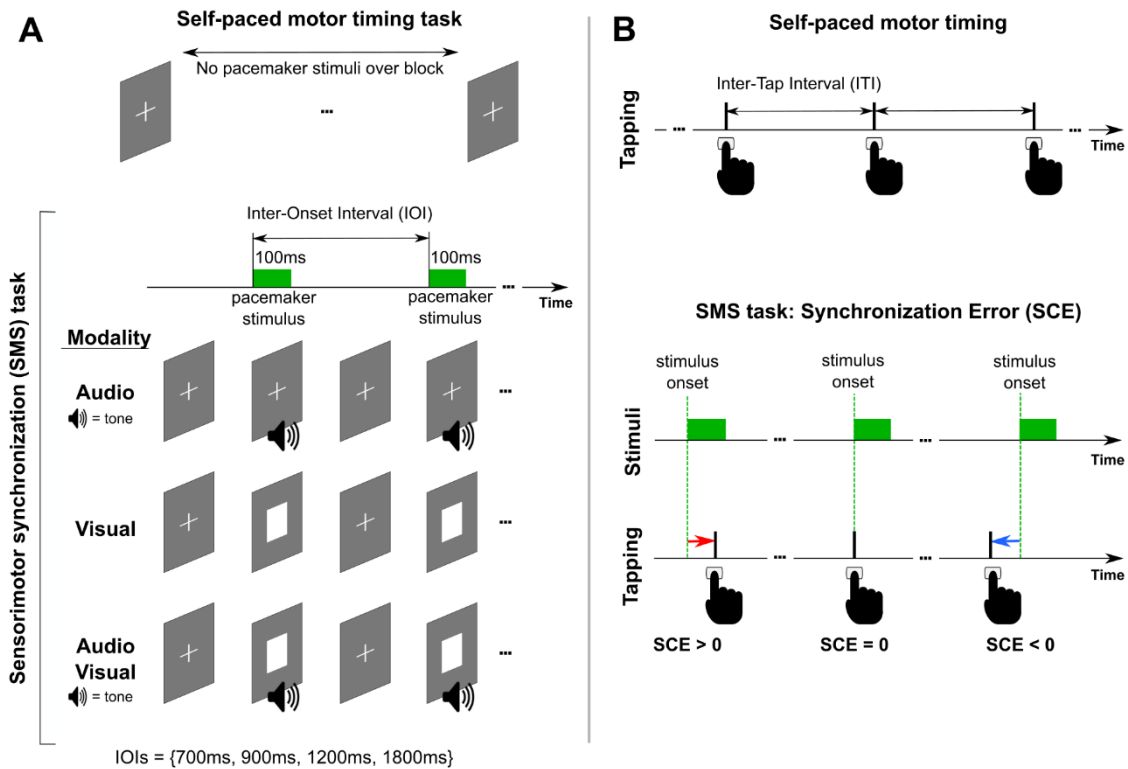 A
Self-paced motor timing task
No pacemaker stimuli over block
...
Sensorimotor synchronization (SMS) task
Inter-Onset Interval (IOI)
100ms
100ms
...
Time
pacemaker
stimulus
pacemaker
stimulus
Modality
Audio
= tone
...
Visual
...
Audio
Visual
= tone
...
IOIs = {700ms, 900ms, 1200ms, 1800ms}
B
Self-paced motor timing
Inter-Tap Interval (ITI)
Tapping
...
...
Time
SMS task: Synchronization Error (SCE)
stimulus
onset
stimulus
onset
stimulus
onset
Stimuli
...
...
Time
Tapping
...
...
Time
SCE > 0
SCE = 0
SCE < 0